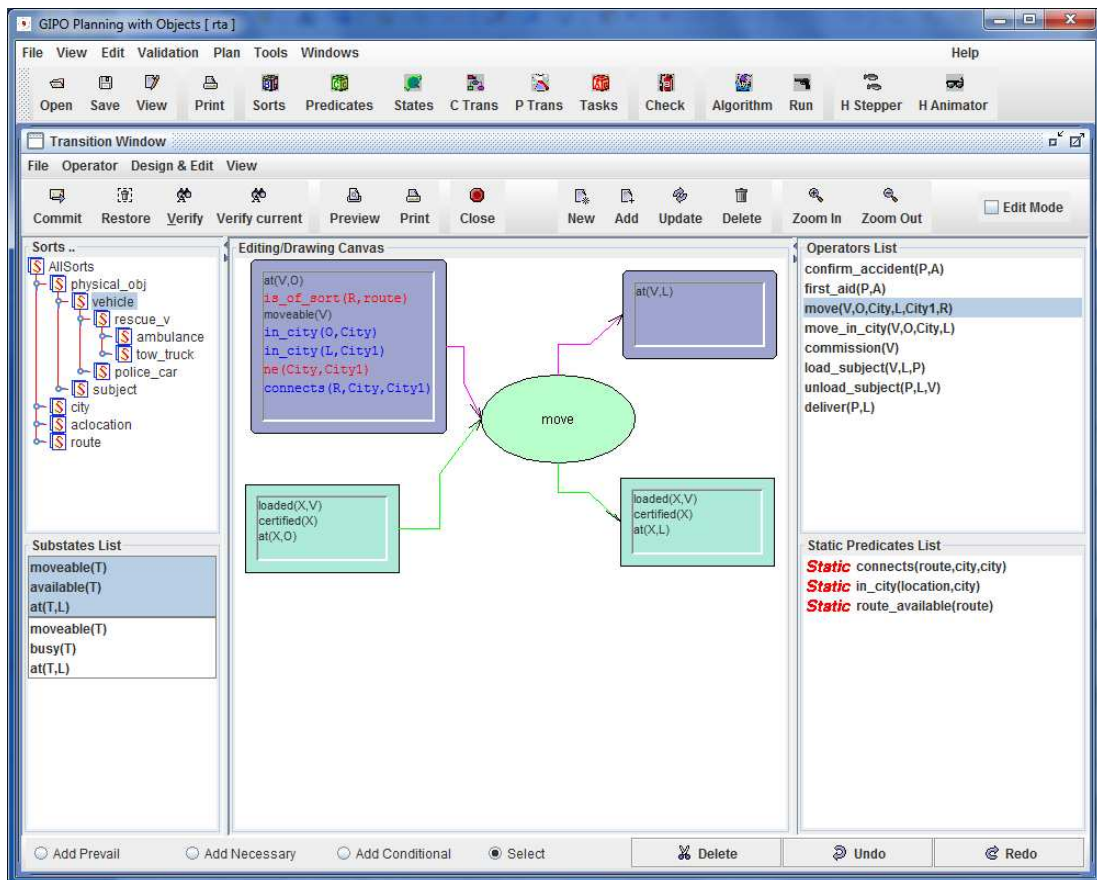 GIPO Planning with Objects [ rta ]
File View Edit Validation Plan Tools Windows Help
Open Save View Print Sorts Predicates States C Trans P Trans Tasks Check Algorithm Run H Stepper H Animator
Transition Window
File Operator Design & Edit View
Commit Restore Verify Verify current Preview Print Close New Add Update Delete Zoom In Zoom Out Edit Mode
Sorts ..
AllSorts
physical_obj
vehicle
rescue_v
ambulance
tow_truck
police_car
subject
city
aclocation
route
Substates List
moveable(T)
available(T)
at(T,L)
moveable(T)
busy(T)
at(T,L)
Editing/Drawing Canvas
at(V,O)
is_of_sort(R,route)
moveable(V)
in_city(O,City)
in_city(L,City1)
ne(City,City1)
connects(R,City,City1)
at(V,L)
move
loaded(X,V)
certified(X)
at(X,O)
loaded(X,V)
certified(X)
at(X,L)
Operators List
confirm_accident(P,A)
first_aid(P,A)
move(V,O,City,L,City1,R)
move_in_city(V,O,City,L)
commission(V)
load_subject(V,L,P)
unload_subject(P,L,V)
deliver(P,L)
Static Predicates List
Static connects(route,city,city)
Static in_city(location,city)
Static route_available(route)
Add Prevail Add Necessary Add Conditional Select Delete Undo Redo